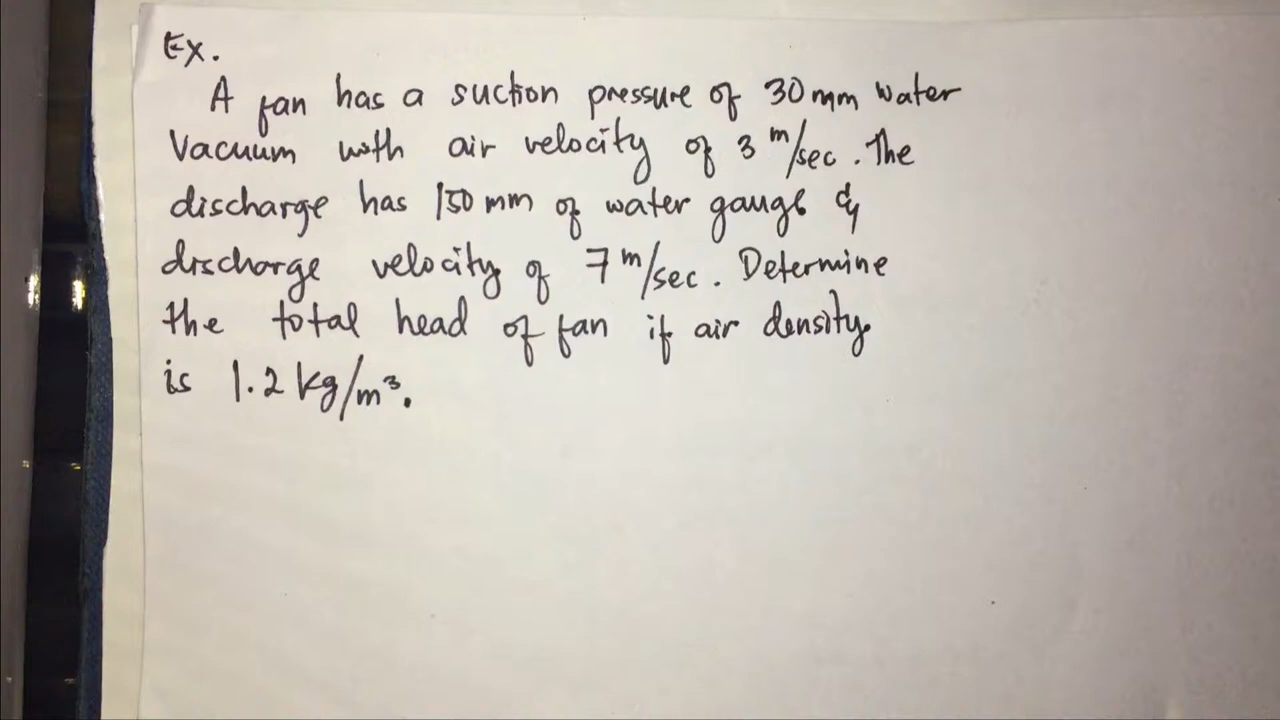 Ex.
A fan has a suction pressure of 30 mm water
Vacuum with air velocity of 3 m/sec. The
discharge has 150 mm of water gauge &
discharge velocity of 7 m/sec. Determine
the total head of fan if air density
is 1.2 kg/m³.